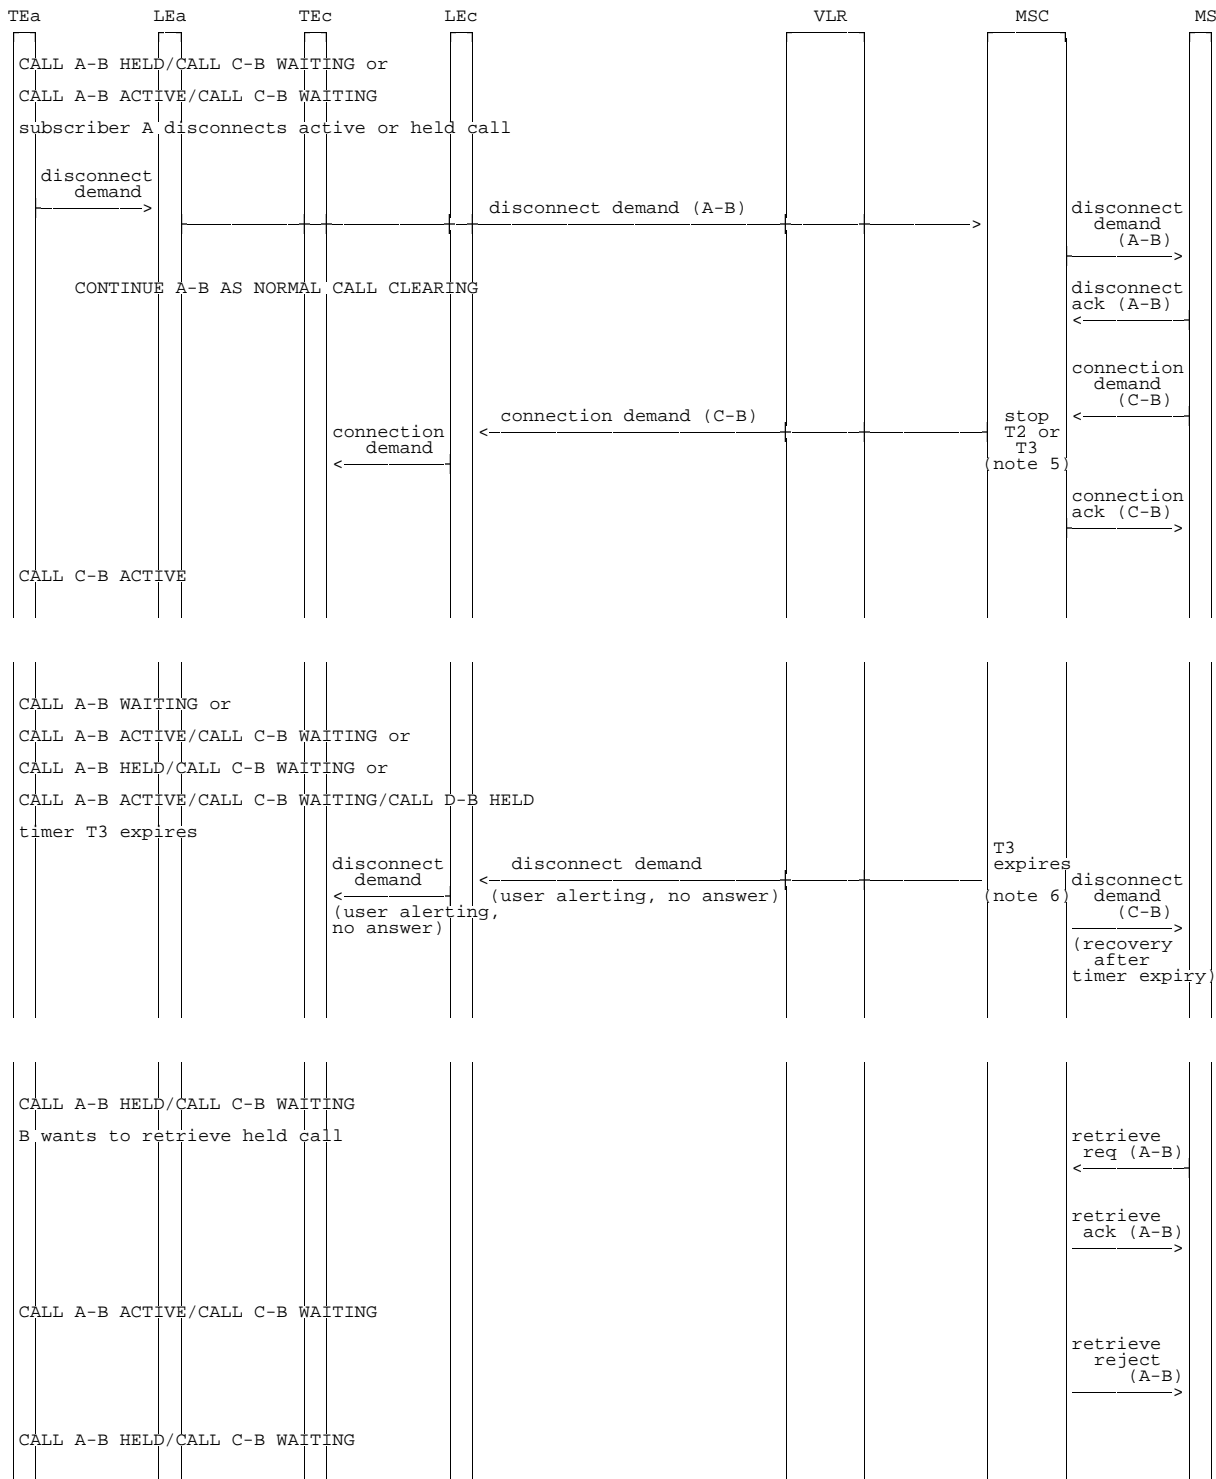 TEa LEa TEc LEc VLR MSC MS
CALL A-B HELD/CALL C-B WAITING or
CALL A-B ACTIVE/CALL C-B WAITING
subscriber A disconnects active or held call
disconnect
demand
disconnect demand (A-B)
disconnect
demand
(A-B)
CONTINUE A-B AS NORMAL CALL CLEARING
disconnect
ack (A-B)
connection
demand
(C-B)
connection demand (C-B)
stop
T2 or
T3
(note 5)
connection
demand
connection
ack (C-B)
CALL C-B ACTIVE
CALL A-B WAITING or
CALL A-B ACTIVE/CALL C-B WAITING or
CALL A-B HELD/CALL C-B WAITING or
CALL A-B ACTIVE/CALL C-B WAITING/CALL D-B HELD
timer T3 expires
T3
expires
(note 6)
disconnect demand
(user alerting, no answer)
disconnect
demand
(user alerting,
no answer)
disconnect
demand
(C-B)
(recovery
after
timer expiry)
CALL A-B HELD/CALL C-B WAITING
B wants to retrieve held call
retrieve
req (A-B)
retrieve
ack (A-B)
CALL A-B ACTIVE/CALL C-B WAITING
retrieve
reject
(A-B)
CALL A-B HELD/CALL C-B WAITING